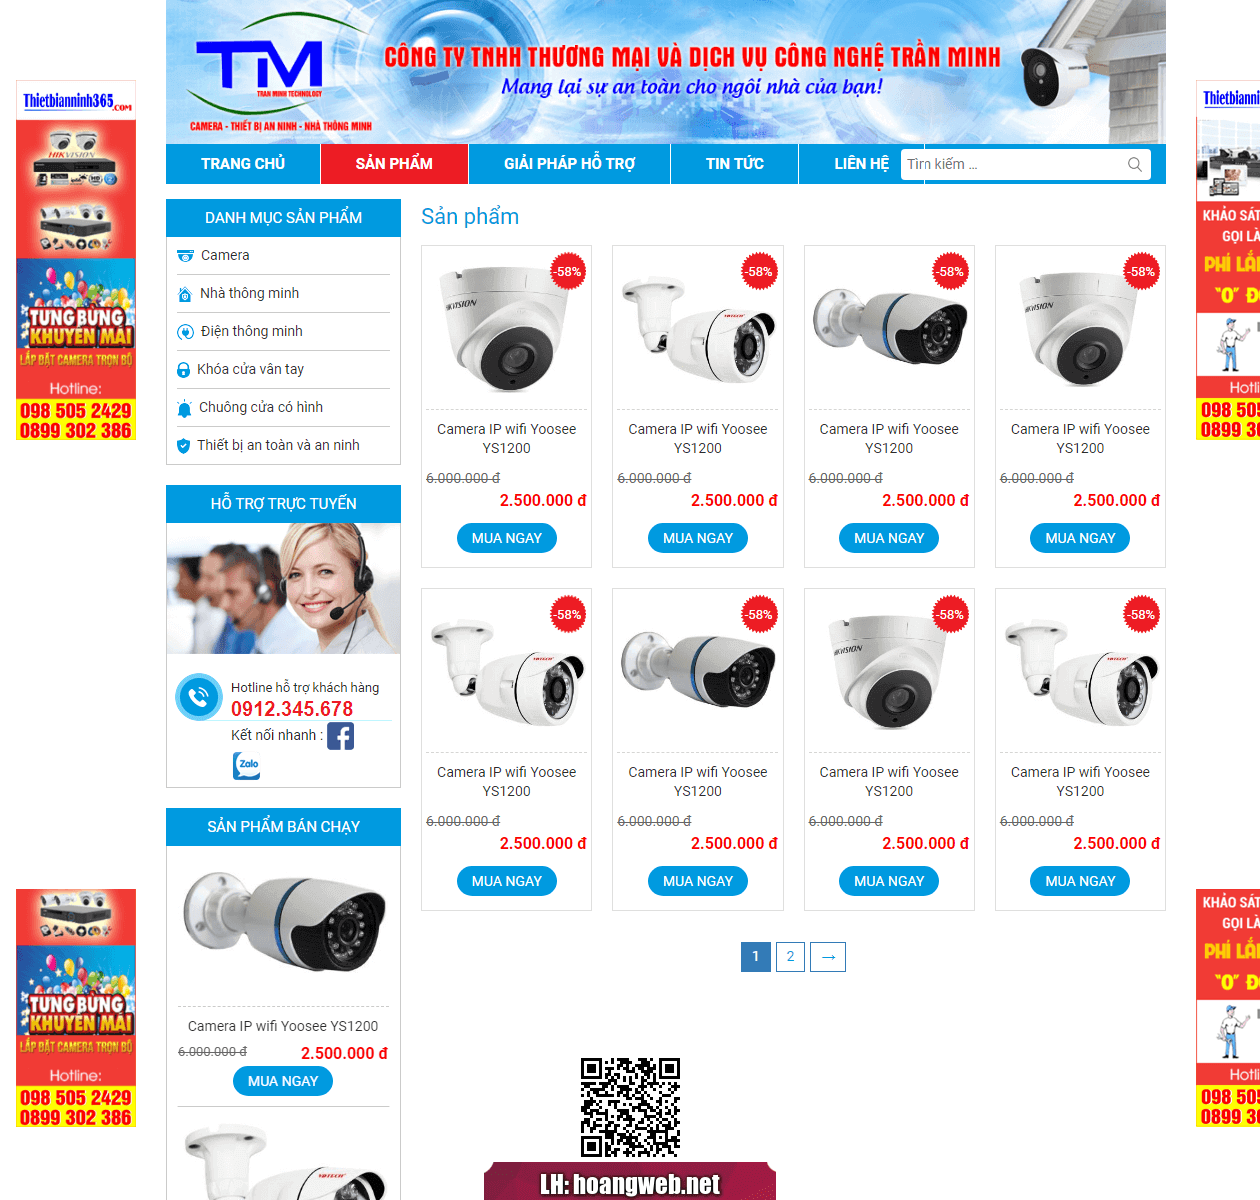 TM
TRAN MINH TECHNOLOGY
CAMERA - THIẾT BỊ AN NINH - NHÀ THÔNG MINH
CÔNG TY TNHH THƯƠNG MẠI VÀ DỊCH VỤ CÔNG NGHỆ TRẦN MINH
Mang lại sự an toàn cho ngôi nhà của bạn!
TRANG CHỦ
SẢN PHẨM
GIẢI PHÁP HỖ TRỢ
TIN TỨC
LIÊN HỆ
Tìm kiếm ...
Thietbianninh365.COM
HIKVISION
TƯNG BỪNG
KHUYẾN MÃI
LẮP ĐẶT CAMERA TRỌN BỘ
Hotline:
098 505 2429
0899 302 386
DANH MỤC SẢN PHẨM
Camera
Nhà thông minh
Điện thông minh
Khóa cửa vân tay
Chuông cửa có hình
Thiết bị an toàn và an ninh
HỖ TRỢ TRỰC TUYẾN
Hotline hỗ trợ khách hàng
0912.345.678
Kết nối nhanh :
Zalo
SẢN PHẨM BÁN CHẠY
Camera IP wifi Yoosee YS1200
6.000.000 đ
2.500.000 đ
MUA NGAY
Sản phẩm
-58%
-58%
-58%
-58%
Camera IP wifi Yoosee
YS1200
6.000.000 đ
2.500.000 đ
MUA NGAY
Camera IP wifi Yoosee
YS1200
6.000.000 đ
2.500.000 đ
MUA NGAY
Camera IP wifi Yoosee
YS1200
6.000.000 đ
2.500.000 đ
MUA NGAY
Camera IP wifi Yoosee
YS1200
6.000.000 đ
2.500.000 đ
MUA NGAY
-58%
-58%
-58%
-58%
Camera IP wifi Yoosee
YS1200
6.000.000 đ
2.500.000 đ
MUA NGAY
Camera IP wifi Yoosee
YS1200
6.000.000 đ
2.500.000 đ
MUA NGAY
Camera IP wifi Yoosee
YS1200
6.000.000 đ
2.500.000 đ
MUA NGAY
Camera IP wifi Yoosee
YS1200
6.000.000 đ
2.500.000 đ
MUA NGAY
1
2
→
Thietbianni
KHẢO SÁT
GỌI LÀ
PHÍ LẮ
"0" Đ
Hotli
098 505
0899 30
TƯNG BỪNG
KHUYẾN MÃI
LẮP ĐẶT CAMERA TRỌN BỘ
Hotline:
098 505 2429
0899 302 386
KHẢO SÁT
GỌI LÀ
PHÍ LẮ
"0" Đ
Hotli
098 505
0899 30
LH: hoangweb.net